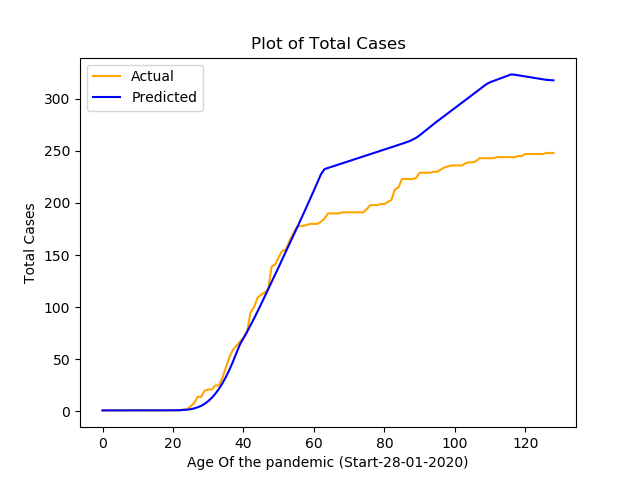 Plot of Total Cases
Actual
Predicted
300
250
200
150
100
50
0
Total Cases
0 20 40 60 80 100 120
Age Of the pandemic (Start-28-01-2020)